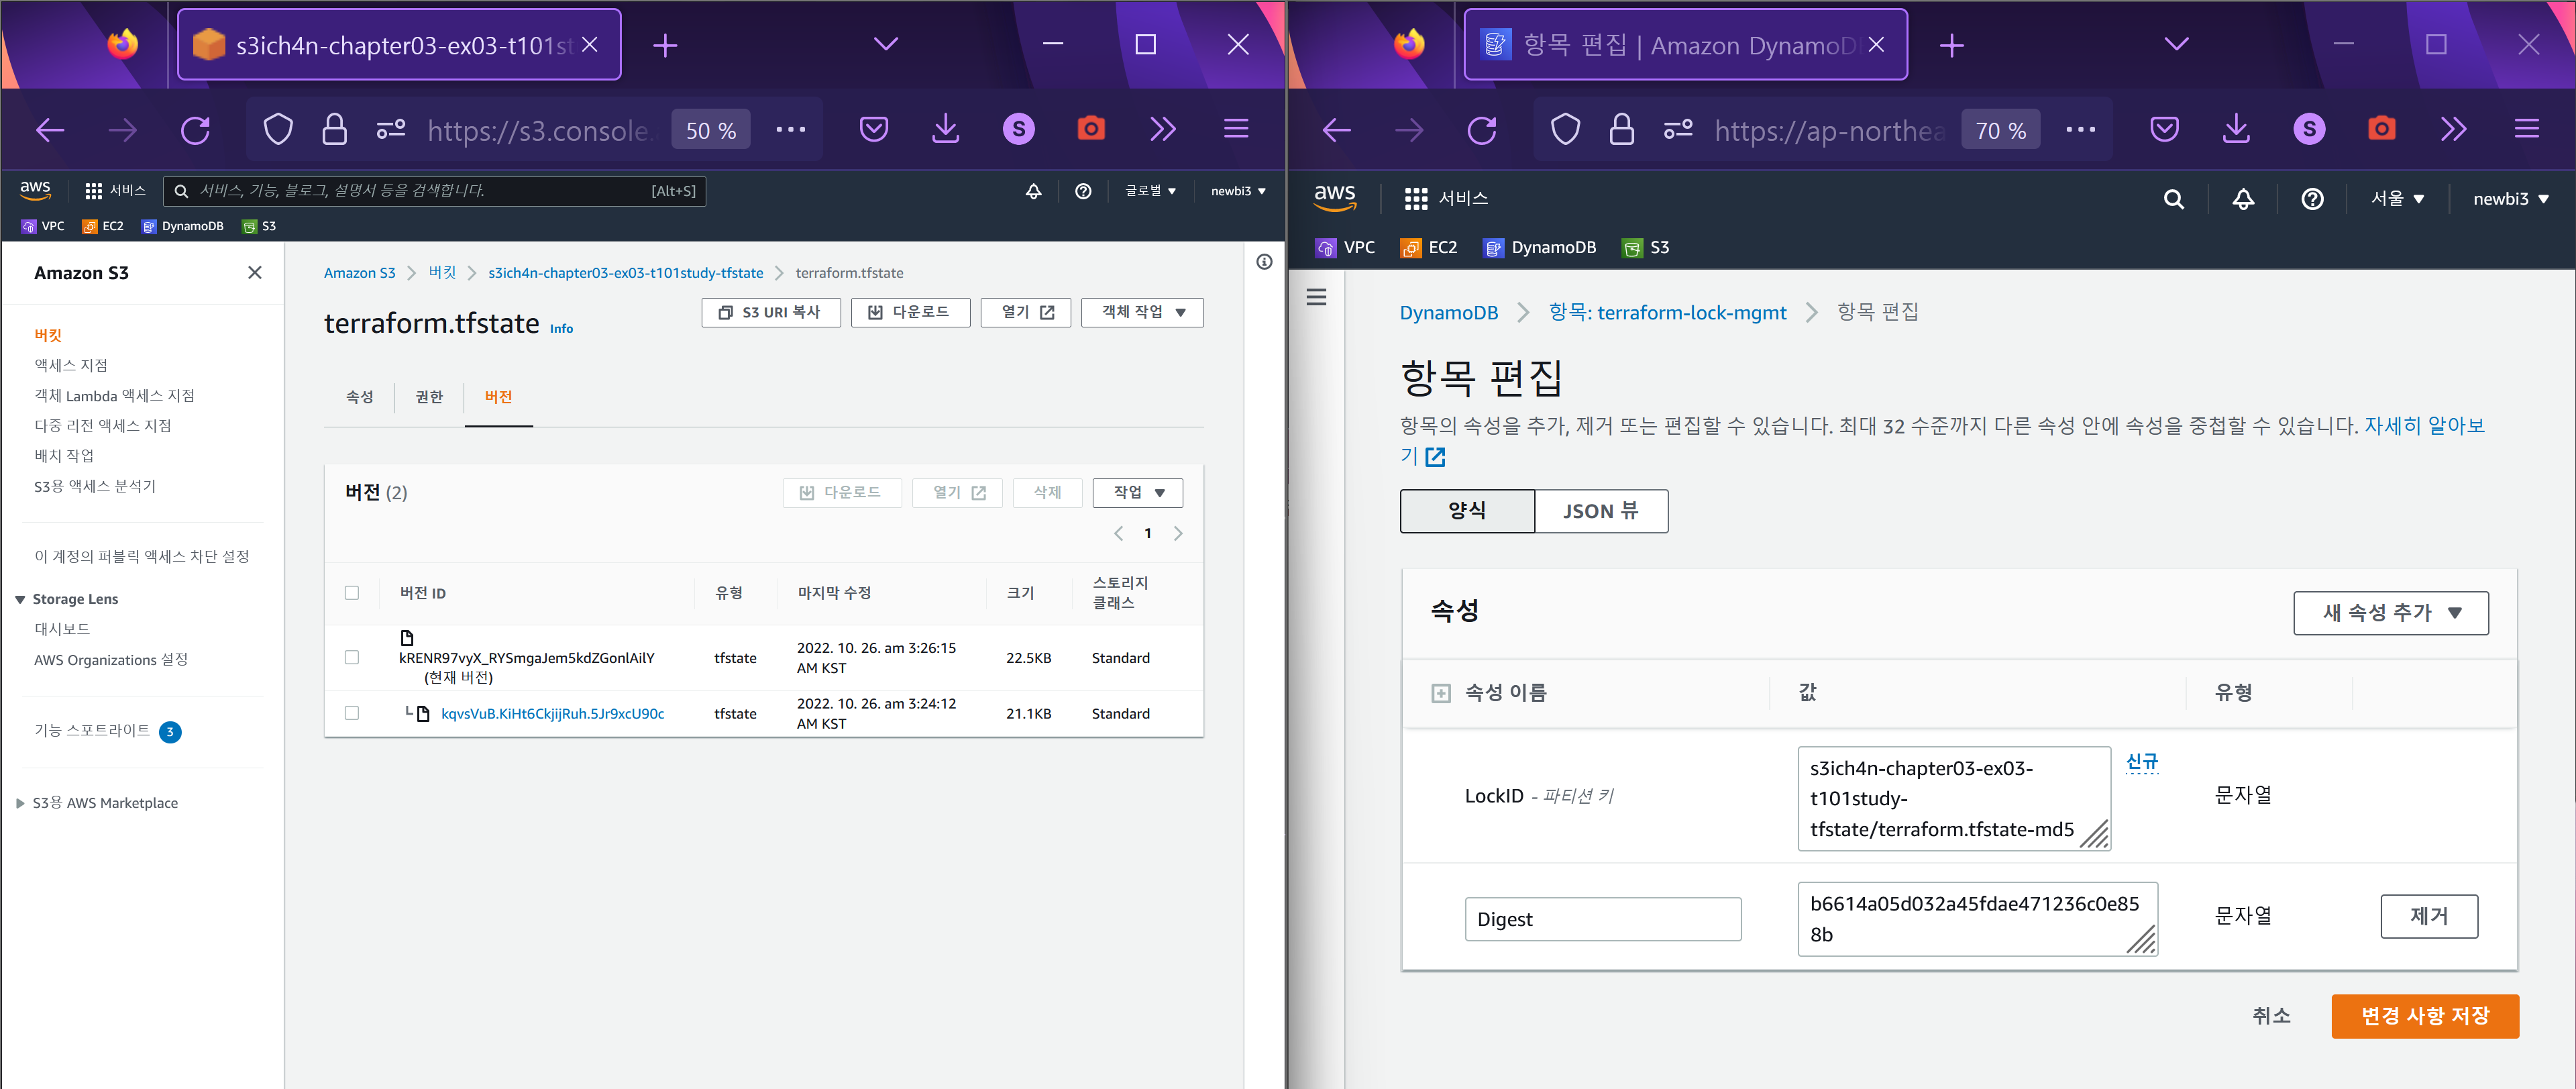 s3ich4n-chapter03-ex03-t101st
https://s3.console.
50 %
S
aws
서비스
서비스, 기능, 블로그, 설명서 등을 검색합니다.
[Alt+S]
글로벌
newbi3
VPC
EC2
DynamoDB
S3
Amazon S3
버킷
액세스 지점
객체 Lambda 액세스 지점
다중 리전 액세스 지점
배치 작업
S3용 액세스 분석기
이 계정의 퍼블릭 액세스 차단 설정
Storage Lens
대시보드
AWS Organizations 설정
기능 스포트라이트 3
S3용 AWS Marketplace
Amazon S3 > 버킷 > s3ich4n-chapter03-ex03-t101study-tfstate > terraform.tfstate
terraform.tfstate Info
S3 URI 복사
다운로드
열기
객체 작업
속성
권한
버전
버전 (2)
다운로드
열기
삭제
작업
1
버전 ID
유형
마지막 수정
크기
스토리지
클래스
kRENR97vyX_RYSmgaJem5kdZGonlAilY
(현재 버전)
tfstate
2022. 10. 26. am 3:26:15
AM KST
22.5KB
Standard
kqvsVuB.KiHt6CkjijRuh.5Jr9xcU90c
tfstate
2022. 10. 26. am 3:24:12
AM KST
21.1KB
Standard
항목 편집 | Amazon DynamoD
https://ap-northea
70 %
S
aws
서비스
서울
newbi3
VPC
EC2
DynamoDB
S3
DynamoDB > 항목: terraform-lock-mgmt > 항목 편집
항목 편집
항목의 속성을 추가, 제거 또는 편집할 수 있습니다. 최대 32 수준까지 다른 속성 안에 속성을 중첩할 수 있습니다. 자세히 알아보
기
양식
JSON 뷰
속성
새 속성 추가
속성 이름
값
유형
LockID - 파티션 키
s3ich4n-chapter03-ex03-
t101study-
tfstate/terraform.tfstate-md5
신규
문자열
Digest
b6614a05d032a45fdae471236c0e85
8b
문자열
제거
취소
변경 사항 저장